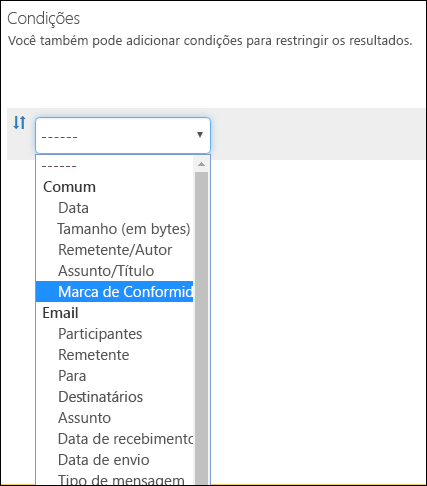 Condições
Você também pode adicionar condições para restringir os resultados.
------
------
Comum
Data
Tamanho (em bytes)
Remetente/Autor
Assunto/Título
Marca de Conformid
Email
Participantes
Remetente
Para
Destinatários
Assunto
Data de recebimento
Data de envio
Tipo de mensagem